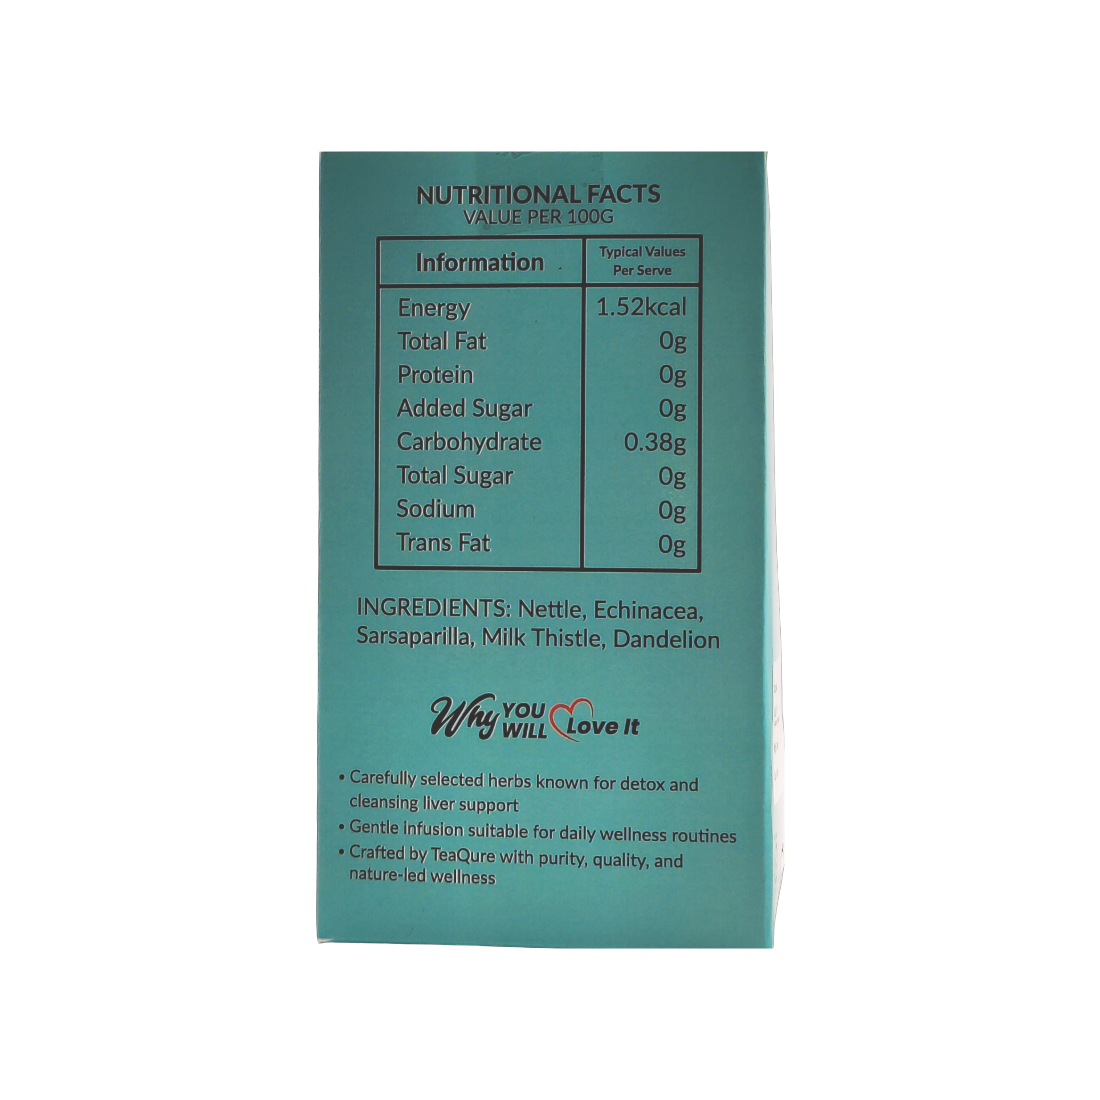 NUTRITIONAL FACTS
VALUE PER 100G
Information
Typical Values
Per Serve
Energy 1.52kcal
Total Fat 0g
Protein 0g
Added Sugar 0g
Carbohydrate 0.38g
Total Sugar 0g
Sodium 0g
Trans Fat 0g
INGREDIENTS: Nettle, Echinacea,
Sarsaparilla, Milk Thistle, Dandelion
Why YOU WILL Love It
• Carefully selected herbs known for detox and
cleansing liver support
• Gentle infusion suitable for daily wellness routines
• Crafted by TeaQure with purity, quality, and
nature-led wellness